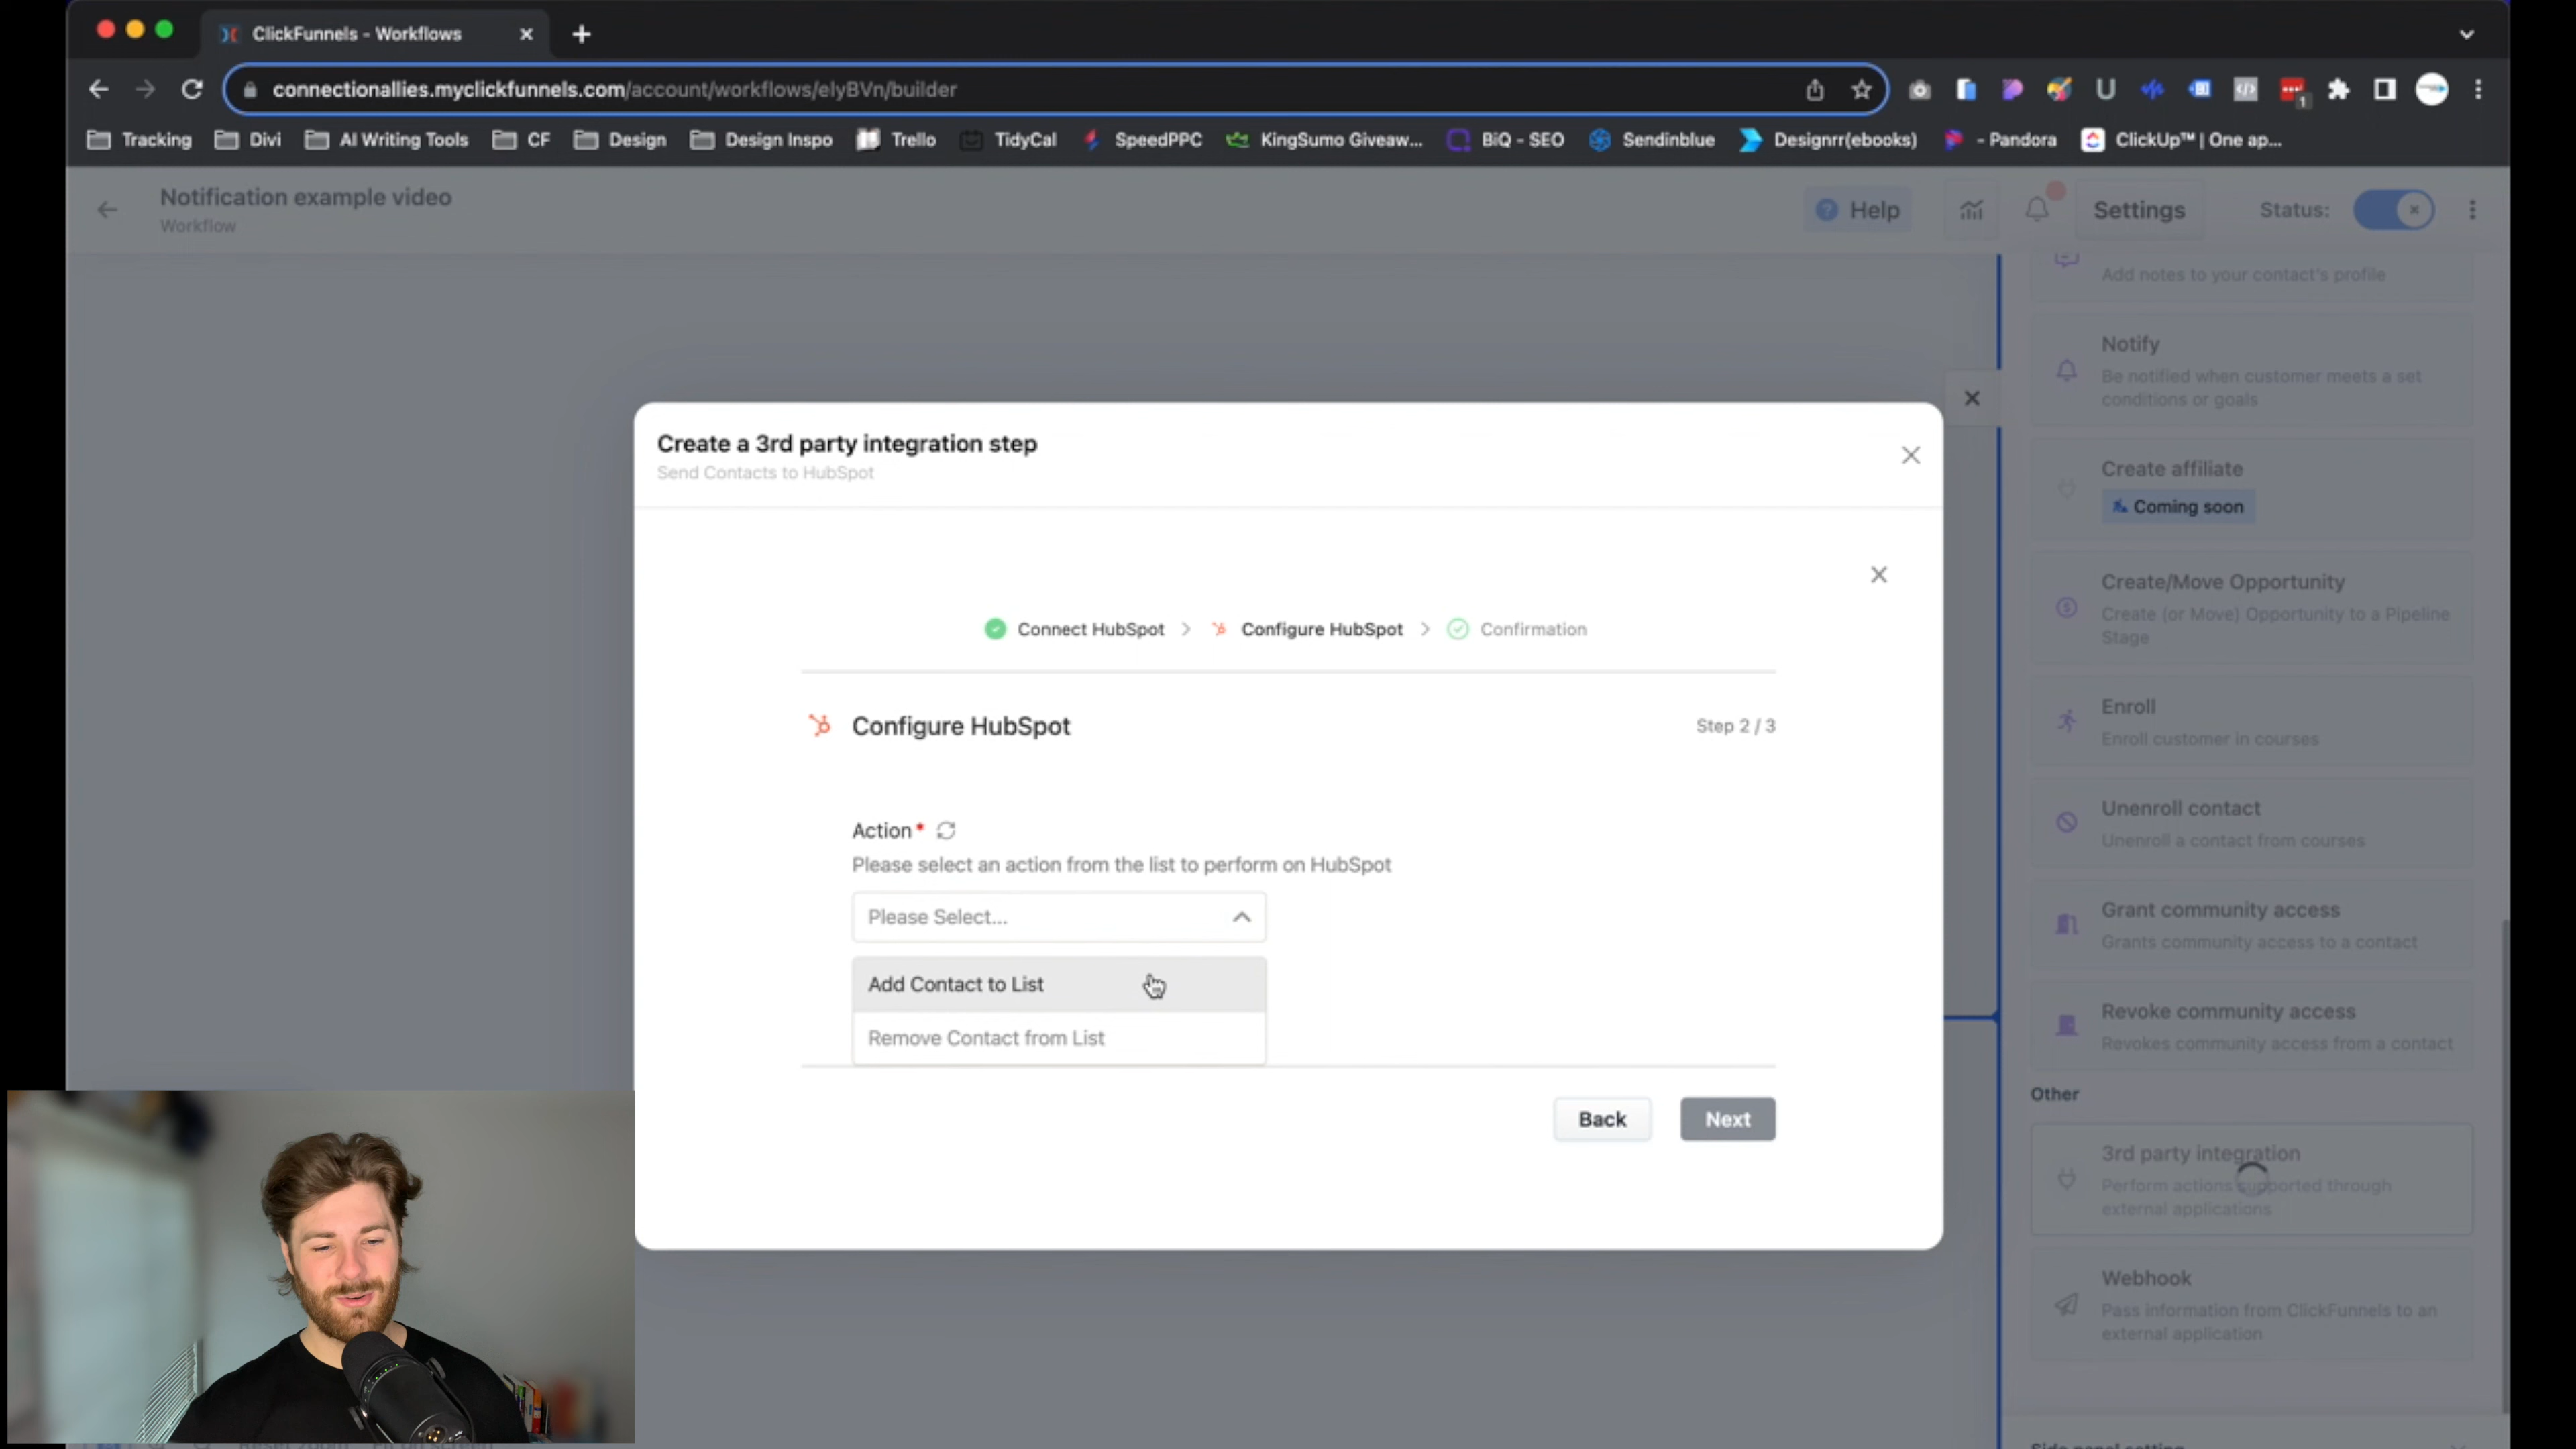 ClickFunnels - Workflows
connectionallies.myclickfunnels.com/account/workflows/elyBVn/builder
1
Tracking Divi AI Writing Tools CF Design Design Inspo Trello TidyCal SpeedPPC KingSumo Giveaw... BiQ - SEO Sendinblue Designrr(ebooks) - Pandora ClickUp™ | One ap...
Notification example video
Workflow
Help
Settings
Status:
Add notes to your contact's profile
Notify
Be notified when customer meets a set
conditions or goals
Create affiliate
Coming soon
Create/Move Opportunity
Create (or Move) Opportunity to a Pipeline
Stage
Enroll
Enroll customer in courses
Unenroll contact
Unenroll a contact from courses
Grant community access
Grants community access to a contact
Revoke community access
Revokes community access from a contact
Other
3rd party integration
Perform actions supported through
external applications
Webhook
Pass information from ClickFunnels to an
external application
Create a 3rd party integration step
Send Contacts to HubSpot
Connect HubSpot > Configure HubSpot > Confirmation
Configure HubSpot
Step 2 / 3
Action*
Please select an action from the list to perform on HubSpot
Please Select...
Add Contact to List
Remove Contact from List
Back
Next